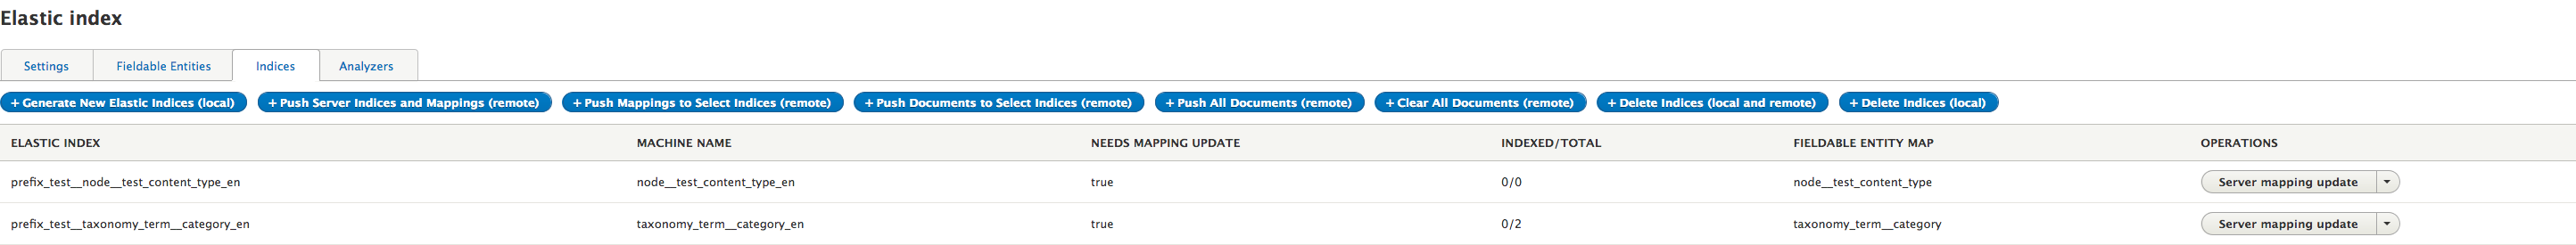 Elastic index
Settings Fieldable Entities Indices Analyzers
+ Generate New Elastic Indices (local) + Push Server Indices and Mappings (remote) + Push Mappings to Select Indices (remote) + Push Documents to Select Indices (remote) + Push All Documents (remote) + Clear All Documents (remote) + Delete Indices (local and remote) + Delete Indices (local)
ELASTIC INDEX MACHINE NAME NEEDS MAPPING UPDATE INDEXED/TOTAL FIELDABLE ENTITY MAP OPERATIONS
prefix_test__node__test_content_type_en node__test_content_type_en true 0/0 node__test_content_type Server mapping update
prefix_test__taxonomy_term__category_en taxonomy_term__category_en true 0/2 taxonomy_term__category Server mapping update